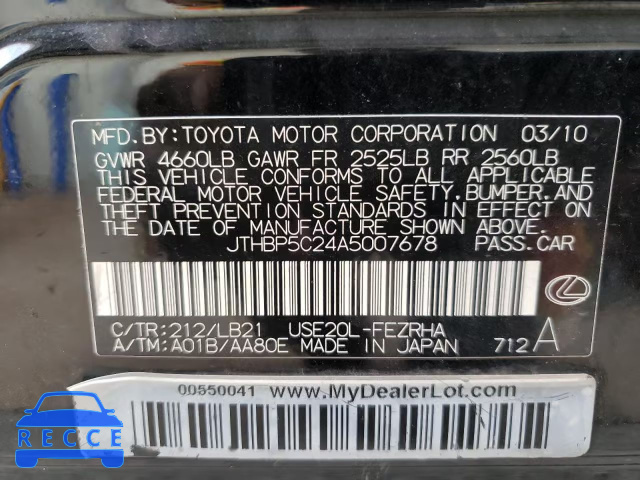 MFD. BY: TOYOTA MOTOR CORPORATION 03/10
GVWR 4660LB GAWR FR 2525LB RR 2560LB
THIS VEHICLE CONFORMS TO ALL APPLICABLE
FEDERAL MOTOR VEHICLE SAFETY, BUMPER, AND
THEFT PREVENTION STANDARDS IN EFFECT ON
THE DATE OF MANUFACTURE SHOWN ABOVE.
JTHBP5C24A5007678 PASS. CAR
C/TR: 212/LB21 USE20L-FEZRHA
A/TM: A01B/AA80E MADE IN JAPAN 712A
00550041 www.MyDealerLot.com
RECCE